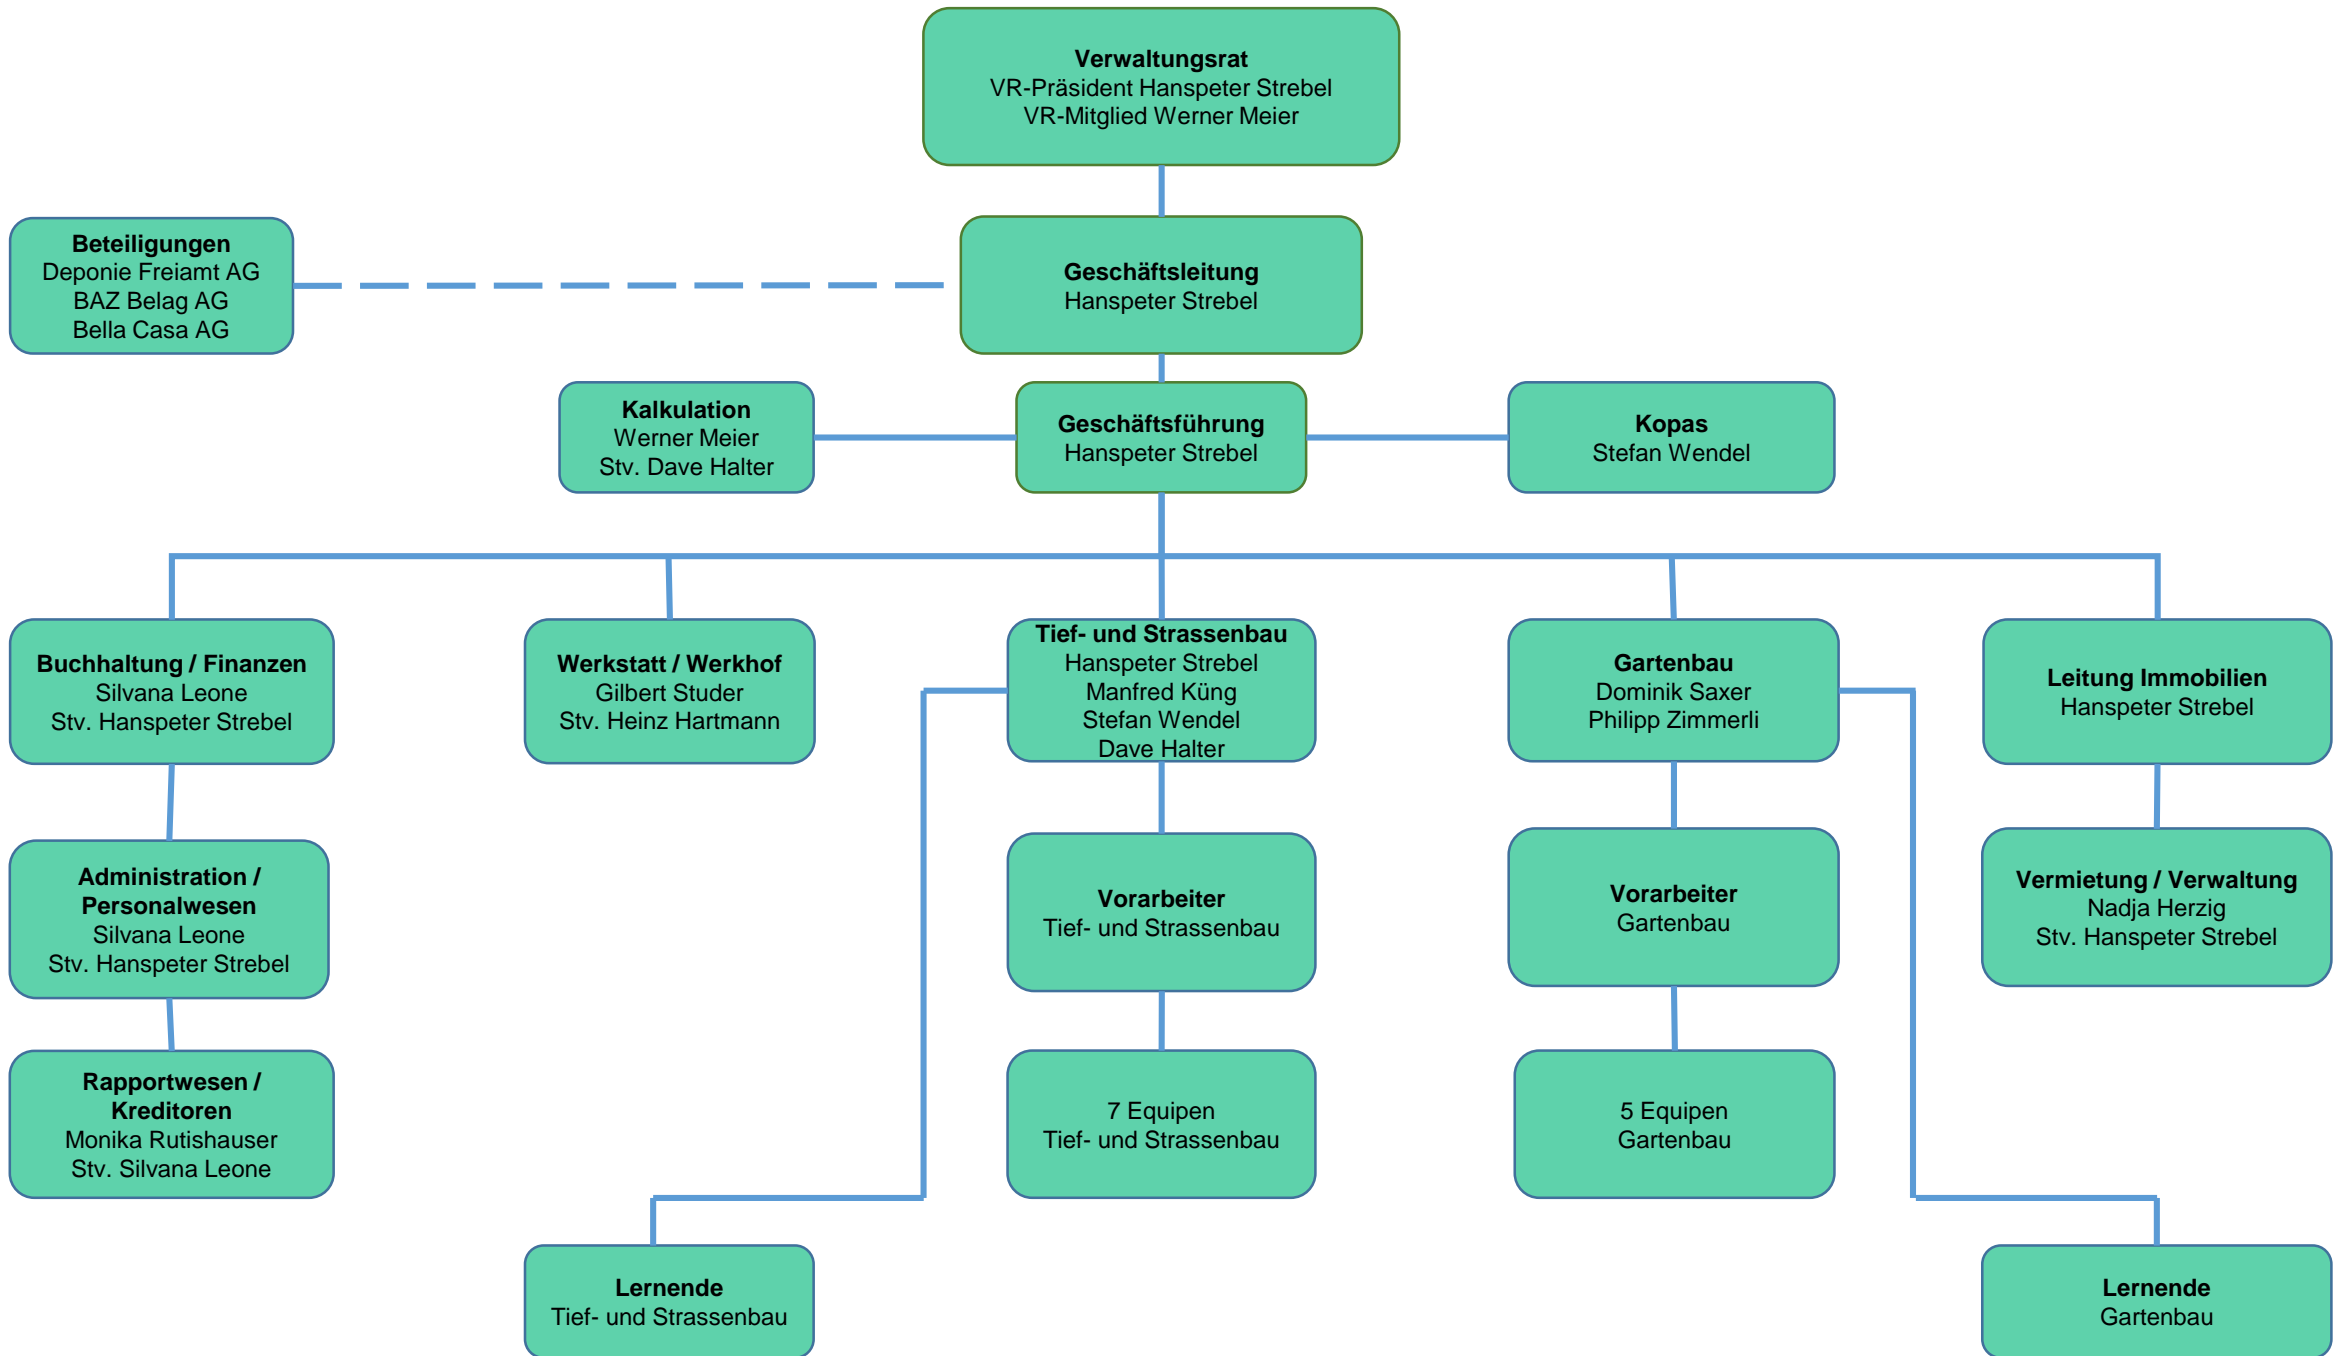 Verwaltungsrat
VR-Präsident Hanspeter Strebel
VR-Mitglied Werner Meier
Beteiligungen
Deponie Freiamt AG
BAZ Belag AG
Bella Casa AG
Geschäftsleitung
Hanspeter Strebel
Kalkulation
Werner Meier
Stv. Dave Halter
Geschäftsführung
Hanspeter Strebel
Kopas
Stefan Wendel
Buchhaltung / Finanzen
Silvana Leone
Stv. Hanspeter Strebel
Werkstatt / Werkhof
Gilbert Studer
Stv. Heinz Hartmann
Tief- und Strassenbau
Hanspeter Strebel
Manfred Küng
Stefan Wendel
Dave Halter
Gartenbau
Dominik Saxer
Philipp Zimmerli
Leitung Immobilien
Hanspeter Strebel
Administration /
Personalwesen
Silvana Leone
Stv. Hanspeter Strebel
Vorarbeiter
Tief- und Strassenbau
Vorarbeiter
Gartenbau
Vermietung / Verwaltung
Nadja Herzig
Stv. Hanspeter Strebel
Rapportwesen /
Kreditoren
Monika Rutishauser
Stv. Silvana Leone
7 Equipen
Tief- und Strassenbau
5 Equipen
Gartenbau
Lernende
Tief- und Strassenbau
Lernende
Gartenbau